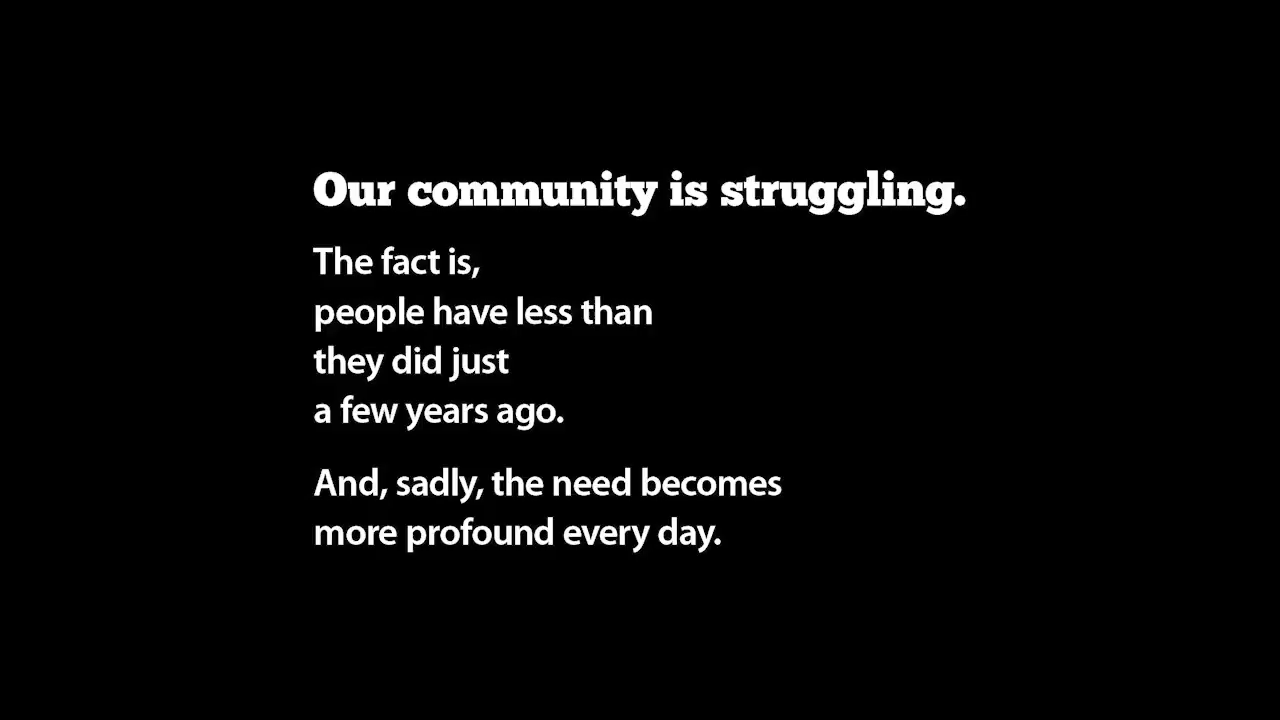 Our community is struggling.
The fact is,
people have less than
they did just
a few years ago.
And, sadly, the need becomes
more profound every day.